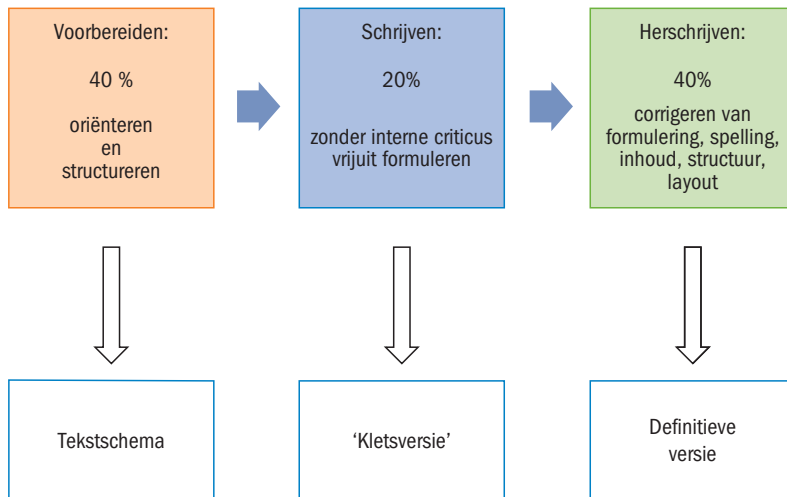 Voorbereiden:
40 %
oriënteren
en
structureren
Schrijven:
20%
zonder interne criticus
vrijuit formuleren
Herschrijven:
40%
corrigeren van
formulering, spelling,
inhoud, structuur,
layout
Tekstschema
‘Kletsversie’
Definitieve
versie